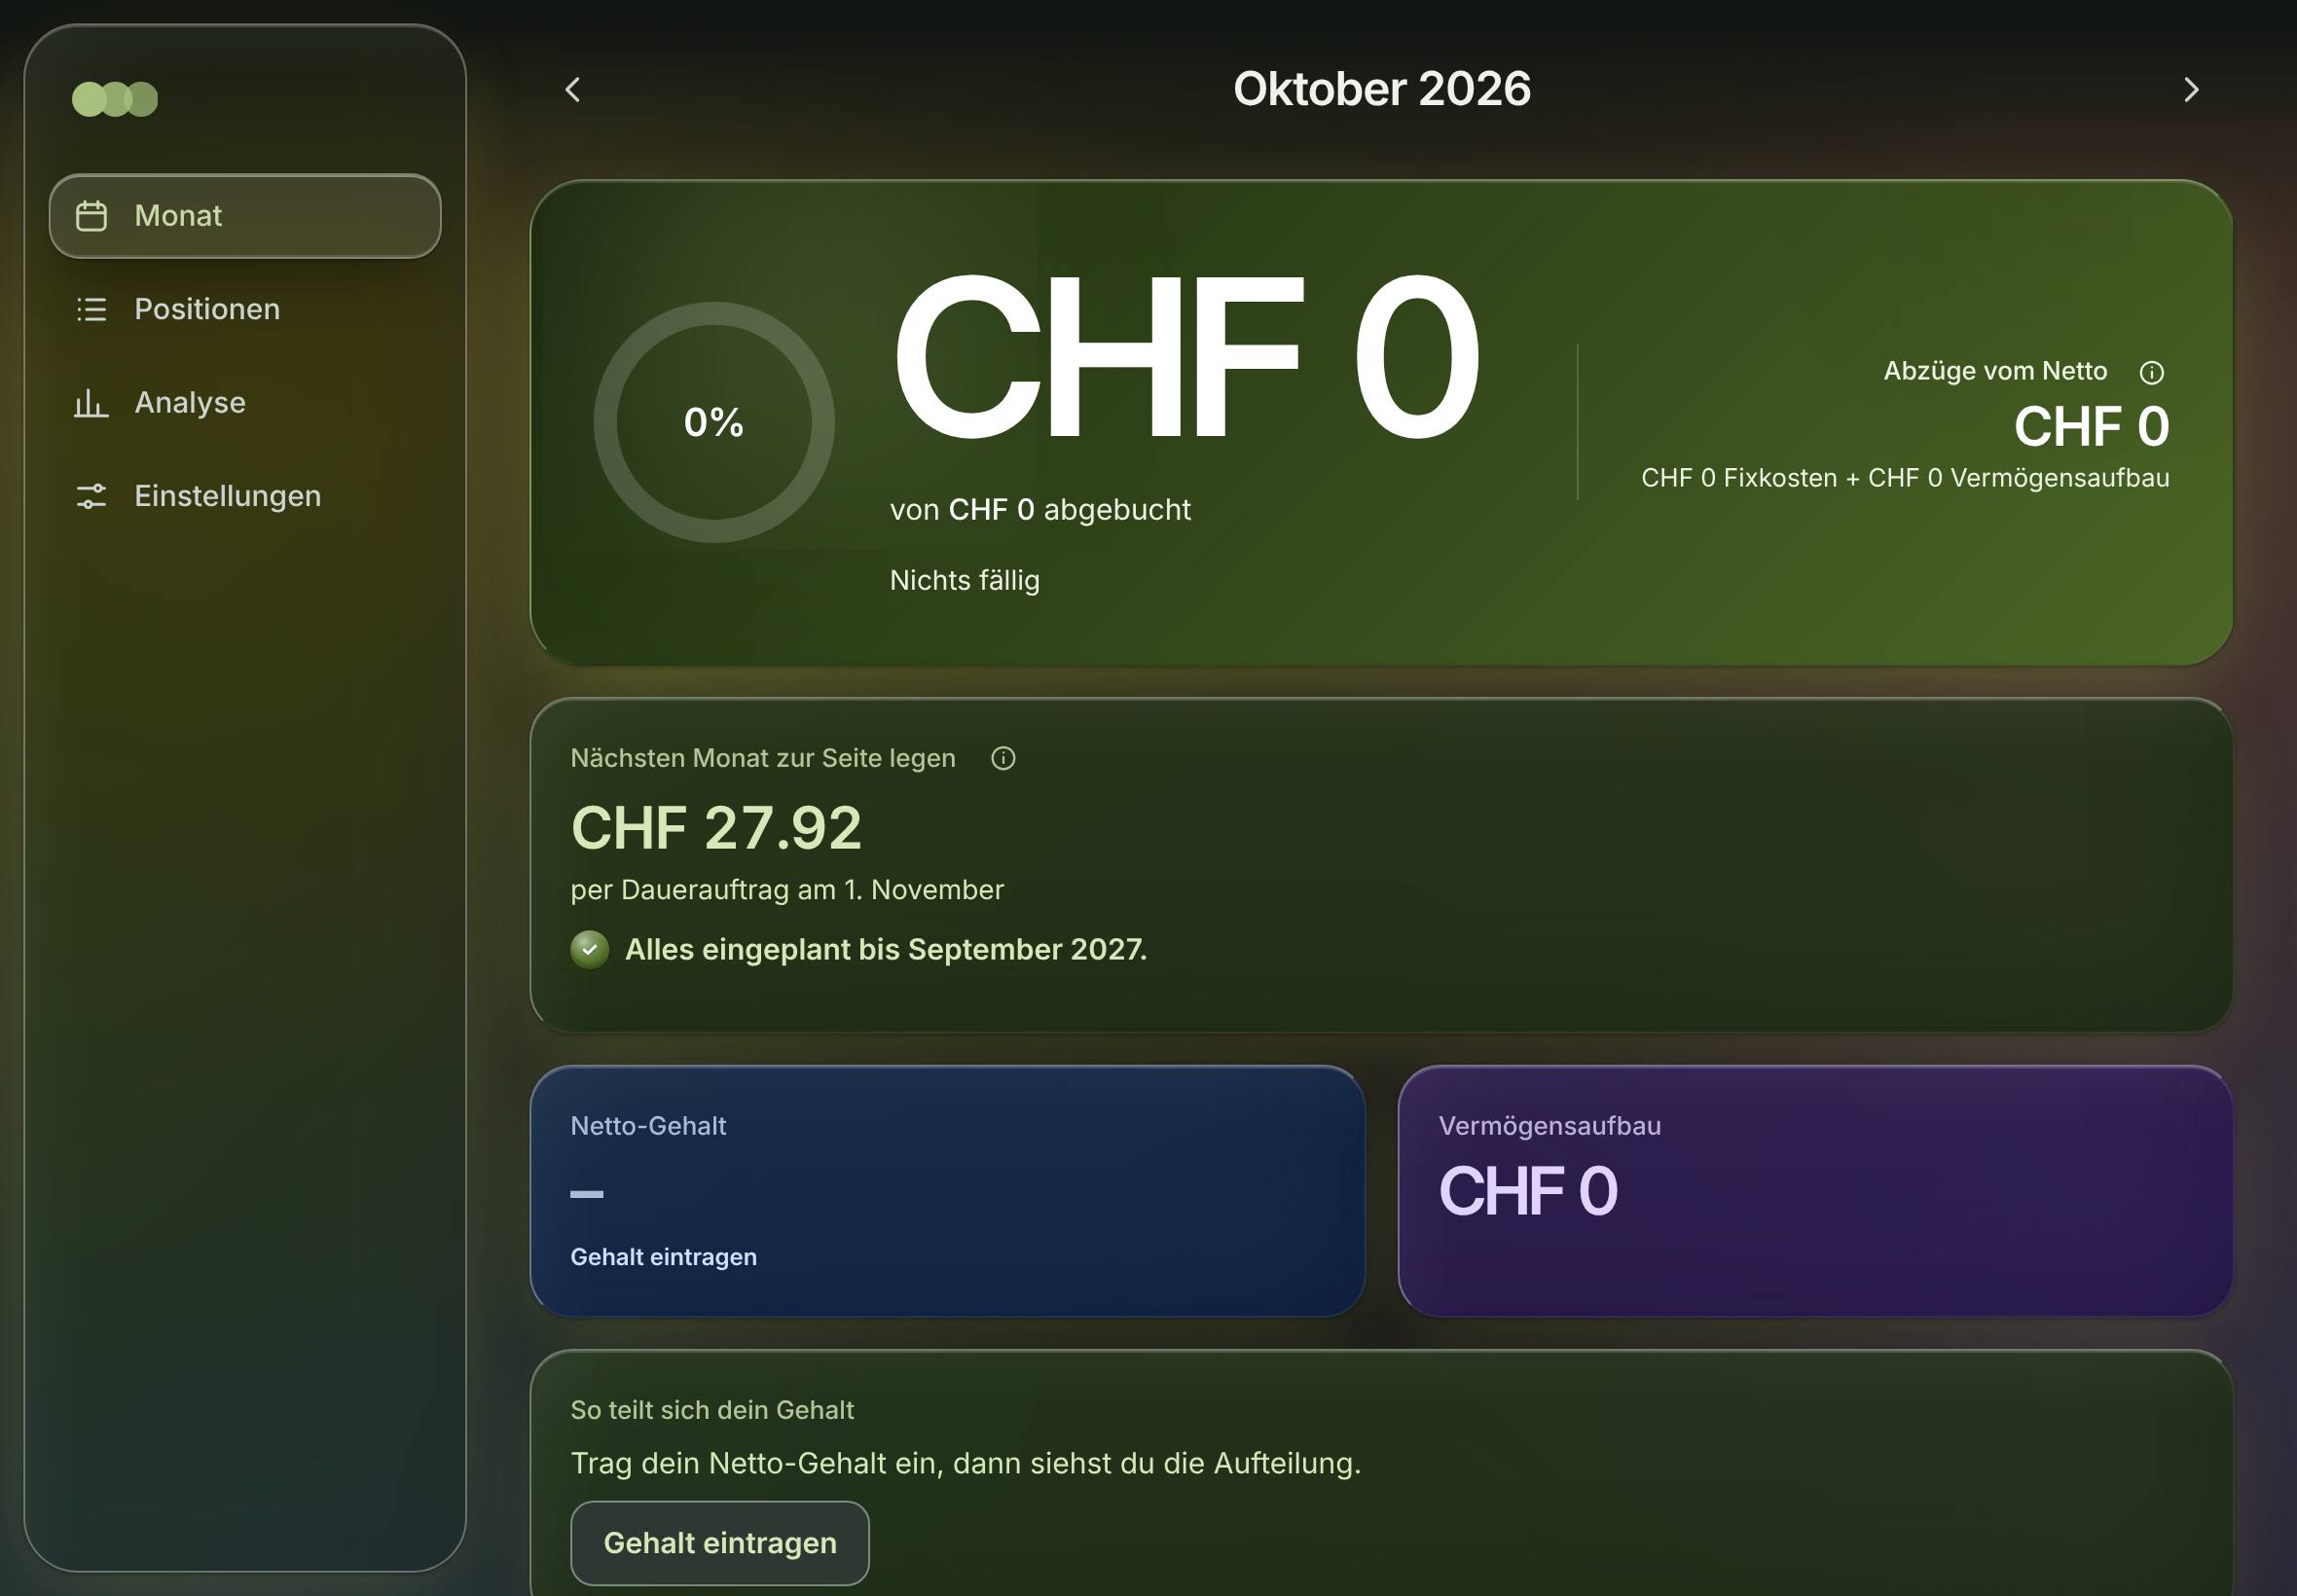 Oktober 2026
Monat
Positionen
Analyse
Einstellungen
0%
CHF 0
von CHF 0 abgebucht
Nichts fällig
Abzüge vom Netto
CHF 0
CHF 0 Fixkosten + CHF 0 Vermögensaufbau
Nächsten Monat zur Seite legen
CHF 27.92
per Dauerauftrag am 1. November
Alles eingeplant bis September 2027.
Netto-Gehalt
–
Gehalt eintragen
Vermögensaufbau
CHF 0
So teilt sich dein Gehalt
Trag dein Netto-Gehalt ein, dann siehst du die Aufteilung.
Gehalt eintragen